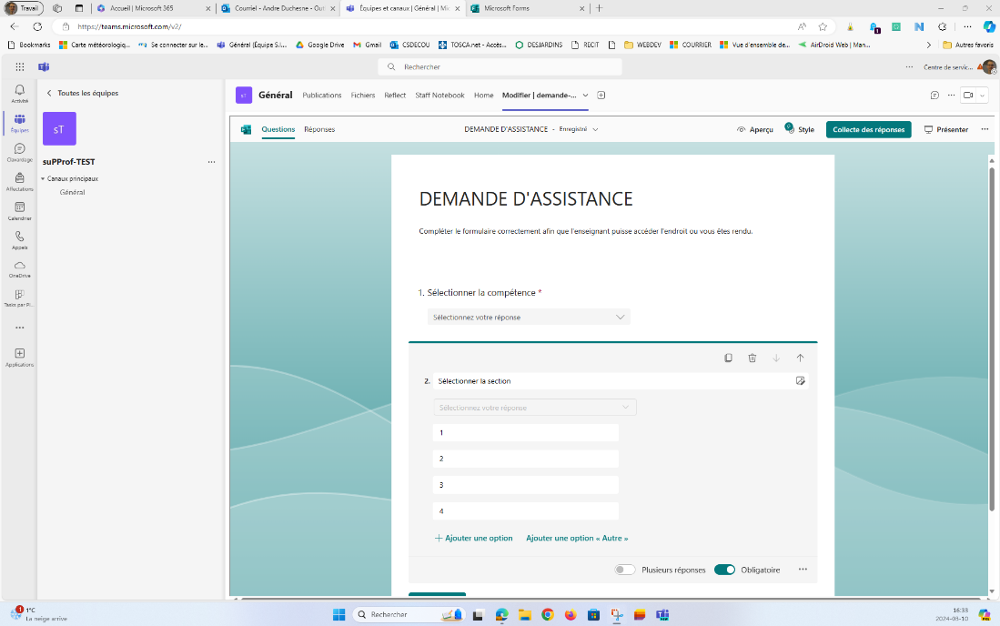 Travail
Accueil | Microsoft 365
Courriel - Andre Duchesne - Out
Équipes et canaux | Général | Mic
Microsoft Forms
https://teams.microsoft.com/v2/
Bookmarks
Carte météorologiq...
Se connecter sur le...
Général (Équipe S.i....
Google Drive
Gmail
CSDECOU
TOSCA.net - Accès...
DESJARDINS
RECIT
WEBDEV
COURRIER
Vue d'ensemble de...
AirDroid Web | Man...
Autres favoris
Rechercher
Centre de servic...
Activité
Équipes
Clavardage
Affectations
Calendrier
Appels
OneDrive
Tasks par Pl...
Applications
Toutes les équipes
sT
suPProf-TEST
Canaux principaux
Général
sT
Général
Publications
Fichiers
Reflect
Staff Notebook
Home
Modifier | demande-...
Questions
Réponses
DEMANDE D'ASSISTANCE - Enregistré
Aperçu
Style
Collecte des réponses
Présenter
DEMANDE D'ASSISTANCE
Compléter le formulaire correctement afin que l'enseignant puisse accéder l'endroit ou vous êtes rendu.
1. Sélectionner la compétence *
Sélectionnez votre réponse
2. Sélectionner la section
Sélectionnez votre réponse
1
2
3
4
Ajouter une option
Ajouter une option « Autre »
Plusieurs réponses
Obligatoire
1
1°C
La neige arrive
Rechercher
16:33
2024-03-10